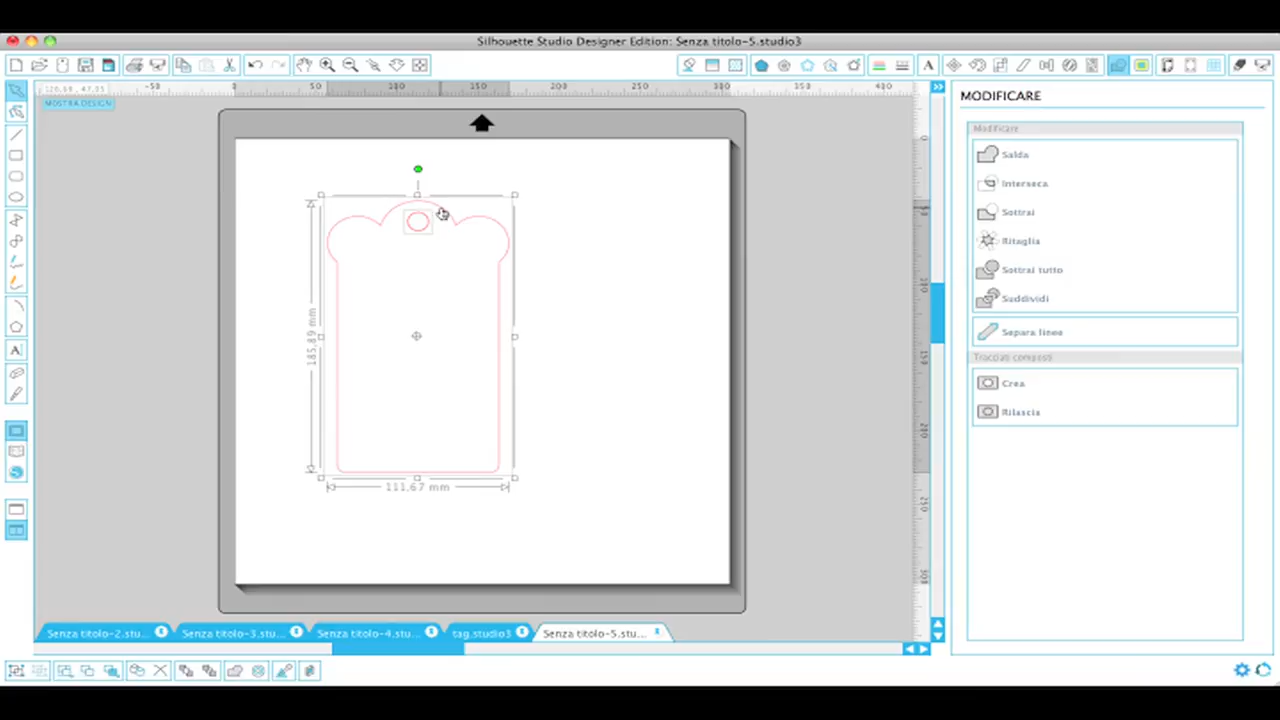 Silhouette Studio Designer Edition: Senza titolo-5.studio3
-50 0 50 100 150 200 250 300 350 400
MOSTRA DESIGN
185,89 mm
111,67 mm
MODIFICARE
Modificare
Salda
Interseca
Sottrai
Ritaglia
Sottrai tutto
Suddividi
Separa linee
Tracciati composti
Crea
Rilascia
Senza titolo-2.stu... Senza titolo-3.stu... Senza titolo-4.stu... tag.studio3 Senza titolo-5.stu...